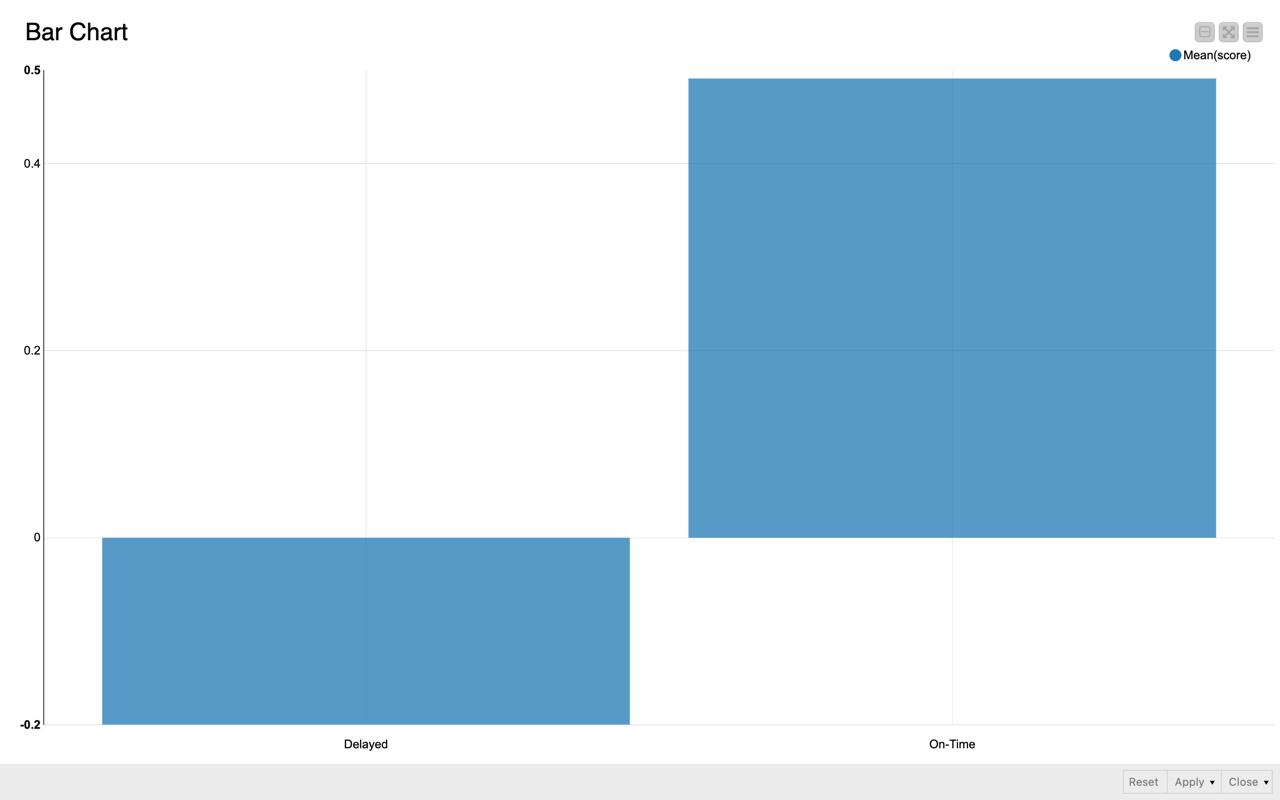 Bar Chart
Mean(score)
0.5
0.4
0.2
0
-0.2
Delayed
On-Time
Reset
Apply
Close